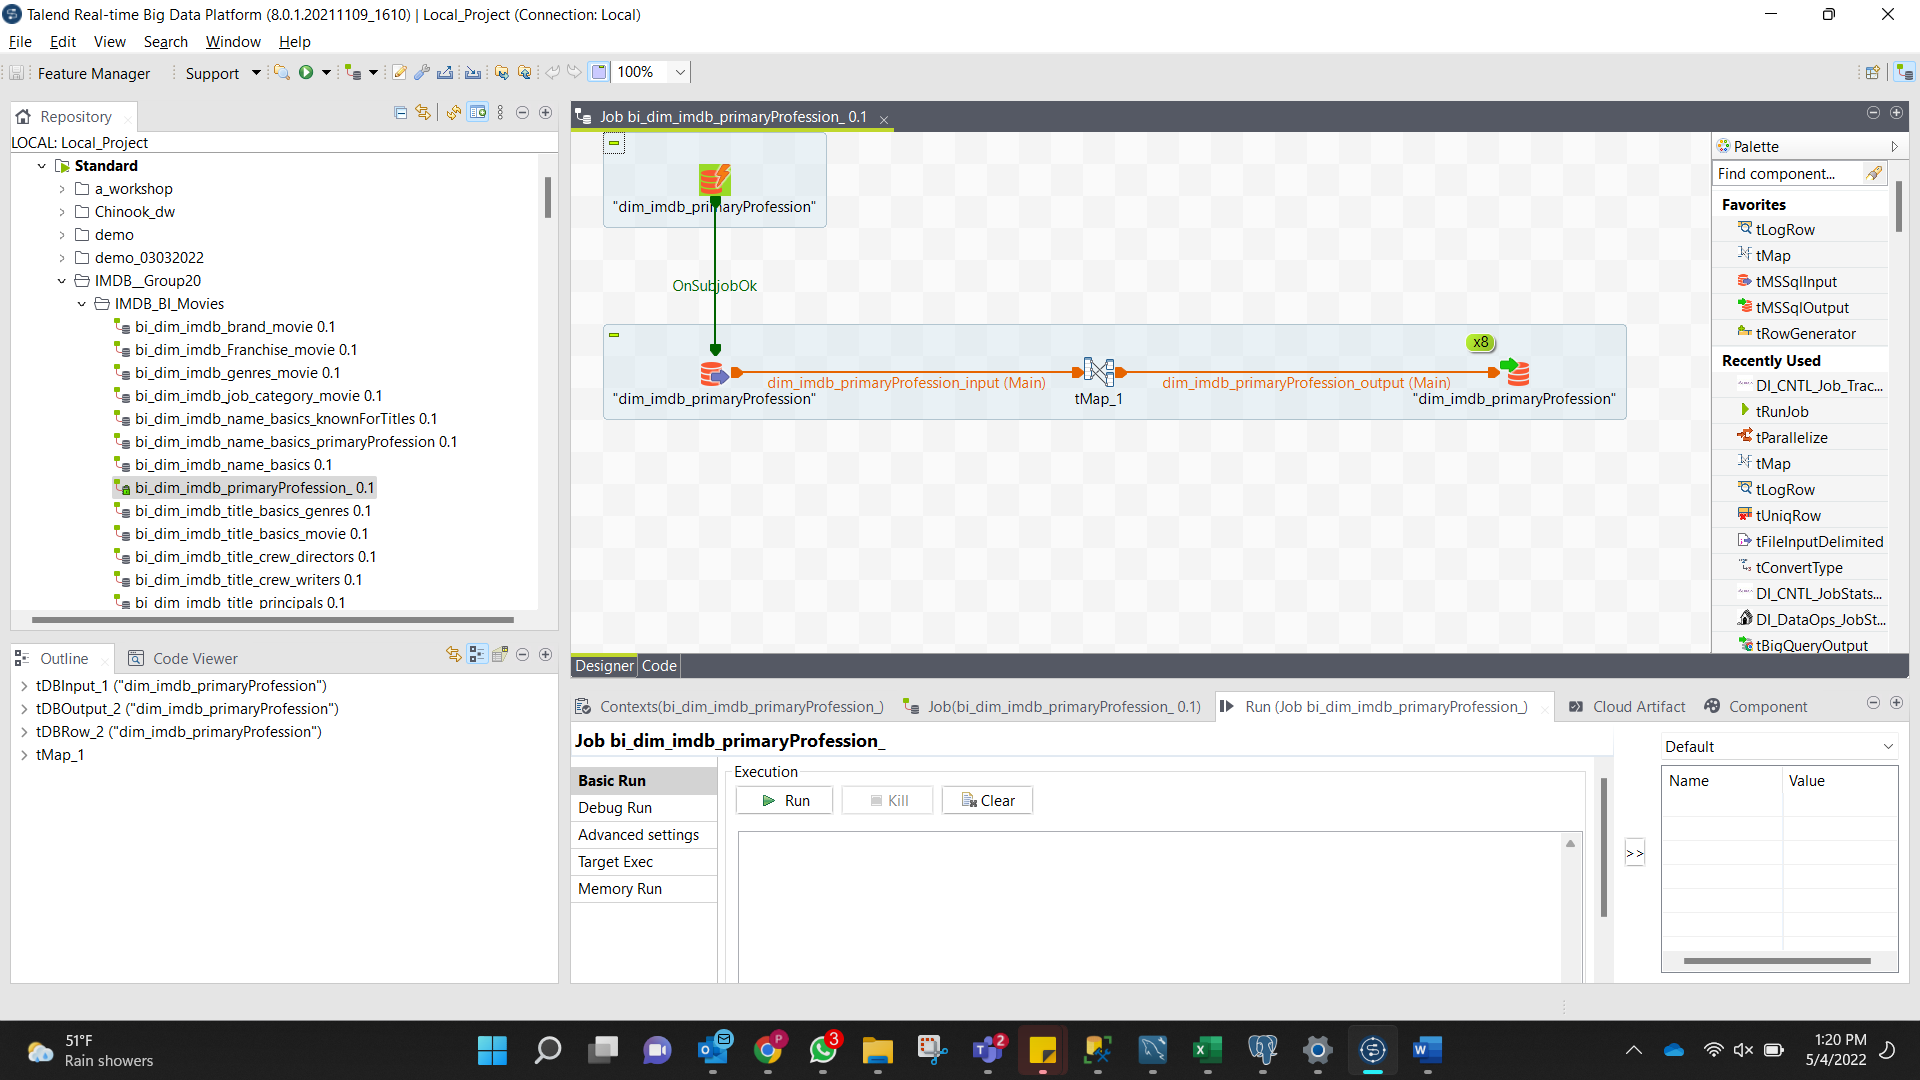 Talend Real-time Big Data Platform (8.0.1.20211109_1610) | Local_Project (Connection: Local)
File Edit View Search Window Help
Feature Manager Support 100%
Repository
LOCAL: Local_Project
Standard
a_workshop
Chinook_dw
demo
demo_03032022
IMDB__Group20
IMDB_BI_Movies
bi_dim_imdb_brand_movie 0.1
bi_dim_imdb_Franchise_movie 0.1
bi_dim_imdb_genres_movie 0.1
bi_dim_imdb_job_category_movie 0.1
bi_dim_imdb_name_basics_knownForTitles 0.1
bi_dim_imdb_name_basics_primaryProfession 0.1
bi_dim_imdb_name_basics 0.1
bi_dim_imdb_primaryProfession_ 0.1
bi_dim_imdb_title_basics_genres 0.1
bi_dim_imdb_title_basics_movie 0.1
bi_dim_imdb_title_crew_directors 0.1
bi_dim_imdb_title_crew_writers 0.1
bi_dim_imdb_title_principals 0.1
Outline Code Viewer
tDBInput_1 ("dim_imdb_primaryProfession")
tDBOutput_2 ("dim_imdb_primaryProfession")
tDBRow_2 ("dim_imdb_primaryProfession")
tMap_1
Job bi_dim_imdb_primaryProfession_ 0.1
"dim_imdb_primaryProfession"
OnSubjobOk
x8
dim_imdb_primaryProfession_input (Main) dim_imdb_primaryProfession_output (Main)
"dim_imdb_primaryProfession" tMap_1 "dim_imdb_primaryProfession"
Designer Code
Palette
Find component...
Favorites
tLogRow
tMap
tMSSqlInput
tMSSqlOutput
tRowGenerator
Recently Used
DI_CNTL_Job_Trac...
tRunJob
tParallelize
tMap
tLogRow
tUniqRow
tFileInputDelimited
tConvertType
DI_CNTL_JobStats...
DI_DataOps_JobSt...
tBigQueryOutput
Contexts(bi_dim_imdb_primaryProfession_) Job(bi_dim_imdb_primaryProfession_ 0.1) Run (Job bi_dim_imdb_primaryProfession_) Cloud Artifact Component
Job bi_dim_imdb_primaryProfession_
Basic Run
Debug Run
Advanced settings
Target Exec
Memory Run
Execution
Run Kill Clear
>>
Default
Name Value
51°F
Rain showers
P
3
2
1:20 PM
5/4/2022